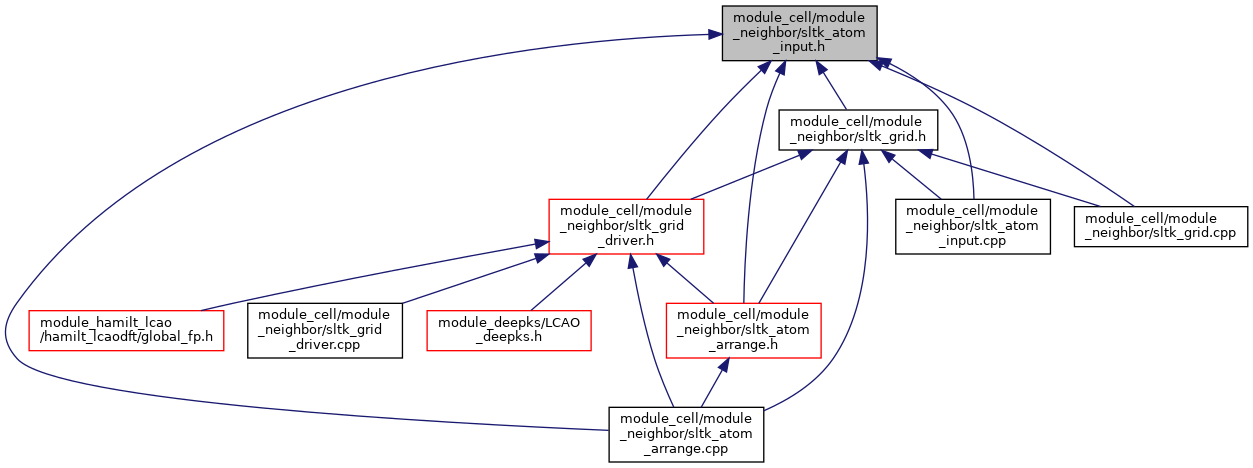 module_cell/module
_neighbor/sltk_atom
_input.h
module_cell/module
_neighbor/sltk_grid.h
module_cell/module
_neighbor/sltk_grid
_driver.h
module_cell/module
_neighbor/sltk_atom
_input.cpp
module_cell/module
_neighbor/sltk_grid.cpp
module_hamilt_lcao
/hamilt_lcaodft/global_fp.h
module_cell/module
_neighbor/sltk_grid
_driver.cpp
module_deepks/LCAO
_deepks.h
module_cell/module
_neighbor/sltk_atom
_arrange.h
module_cell/module
_neighbor/sltk_atom
_arrange.cpp